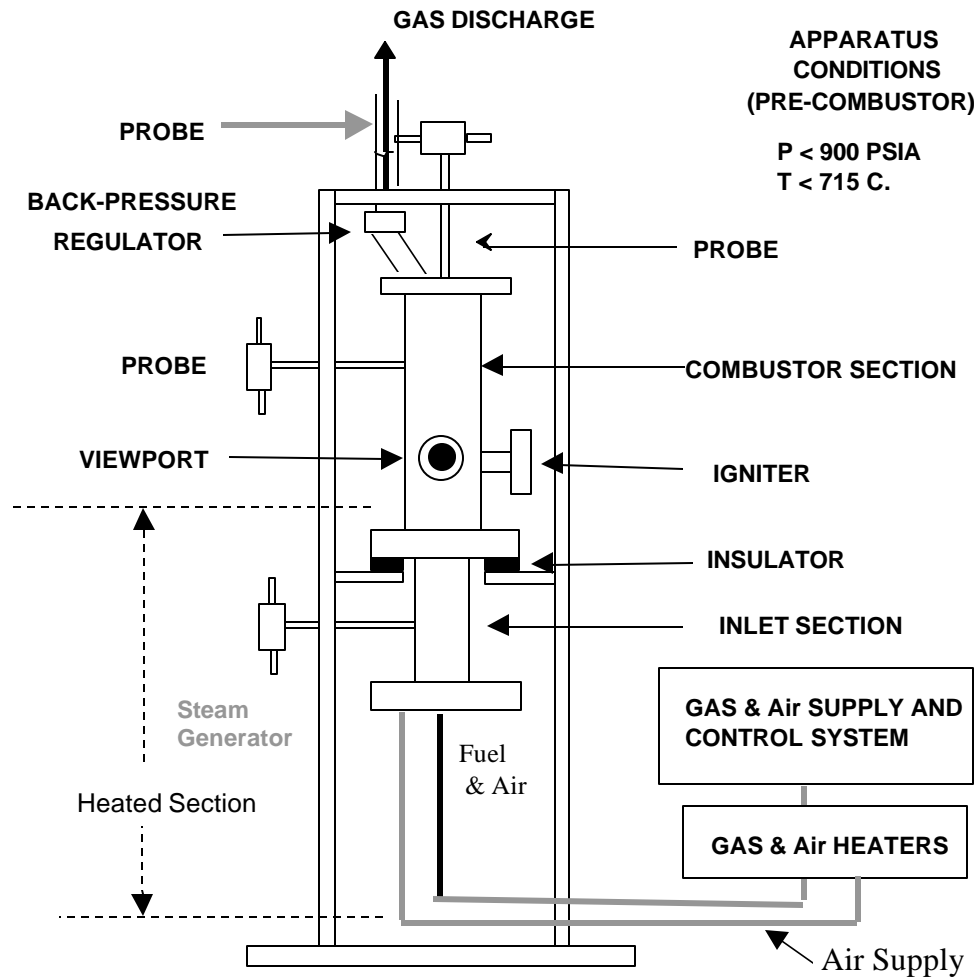 GAS DISCHARGE
APPARATUS
CONDITIONS
(PRE-COMBUSTOR)
P < 900 PSIA
T < 715 C.
PROBE
BACK-PRESSURE
REGULATOR
PROBE
PROBE
COMBUSTOR SECTION
VIEWPORT
IGNITER
INSULATOR
INLET SECTION
Steam
Generator
GAS & Air SUPPLY AND
CONTROL SYSTEM
Fuel
& Air
Heated Section
GAS & Air HEATERS
Air Supply